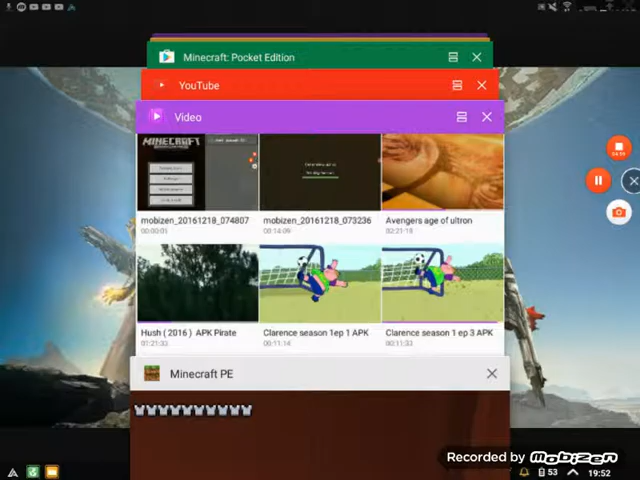 Minecraft: Pocket Edition
YouTube
Video
MINECRAFT
mobizen_20161218_074807
00:00:01
mobizen_20161218_073236
00:14:09
Avengers age of ultron
02:21:18
Hush ( 2016 ) APK Pirate
01:21:33
Clarence season 1ep 1 APK
00:11:14
Clarence season 1 ep 3 APK
00:11:33
Minecraft PE
Recorded by mobizen
53
19:52